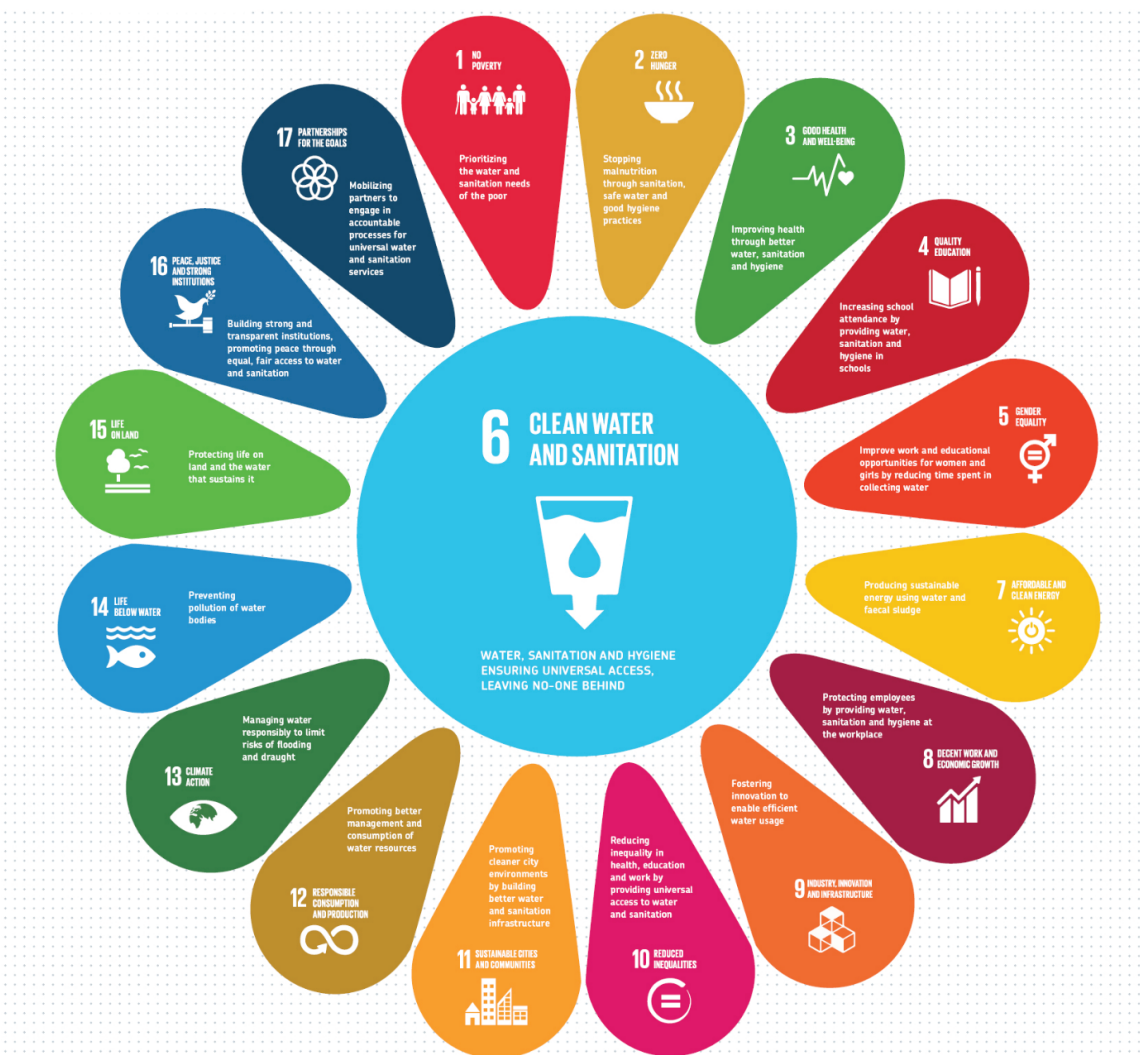 1 NO
POVERTY
Prioritizing
the water and
sanitation needs
of the poor
2 ZERO
HUNGER
Stopping
malnutrition
through sanitation,
safe water and
good hygiene
practices
3 GOOD HEALTH
AND WELL-BEING
Improving health
through better
water, sanitation
and hygiene
4 QUALITY
EDUCATION
Increasing school
attendance by
providing water,
sanitation and
hygiene in
schools
5 GENDER
EQUALITY
Improve work and educational
opportunities for women and
girls by reducing time spent in
collecting water
6 CLEAN WATER
AND SANITATION
WATER, SANITATION AND HYGIENE
ENSURING UNIVERSAL ACCESS,
LEAVING NO-ONE BEHIND
7 AFFORDABLE AND
CLEAN ENERGY
Producing sustainable
energy using water and
faecal sludge
Protecting employees
by providing water,
sanitation and hygiene at
the workplace
8 DECENT WORK AND
ECONOMIC GROWTH
Fostering
innovation to
enable efficient
water usage
9 INDUSTRY, INNOVATION
AND INFRASTRUCTURE
Reducing
inequality in
health, education
and work by
providing universal
access to water
and sanitation
10 REDUCED
INEQUALITIES
Promoting
cleaner city
environments
by building
better water
and sanitation
infrastructure
11 SUSTAINABLE CITIES
AND COMMUNITIES
Promoting better
management and
consumption of
water resources
12 RESPONSIBLE
CONSUMPTION
AND PRODUCTION
Managing water
responsibly to limit
risks of flooding
and draught
13 CLIMATE
ACTION
14 LIFE
BELOW WATER
Preventing
pollution of water
bodies
15 LIFE
ON LAND
Protecting life on
land and the water
that sustains it
16 PEACE, JUSTICE
AND STRONG
INSTITUTIONS
Building strong and
transparent institutions,
promoting peace through
equal, fair access to water
and sanitation
17 PARTNERSHIPS
FOR THE GOALS
Mobilizing
partners to
engage in
accountable
processes for
universal water
and sanitation
services